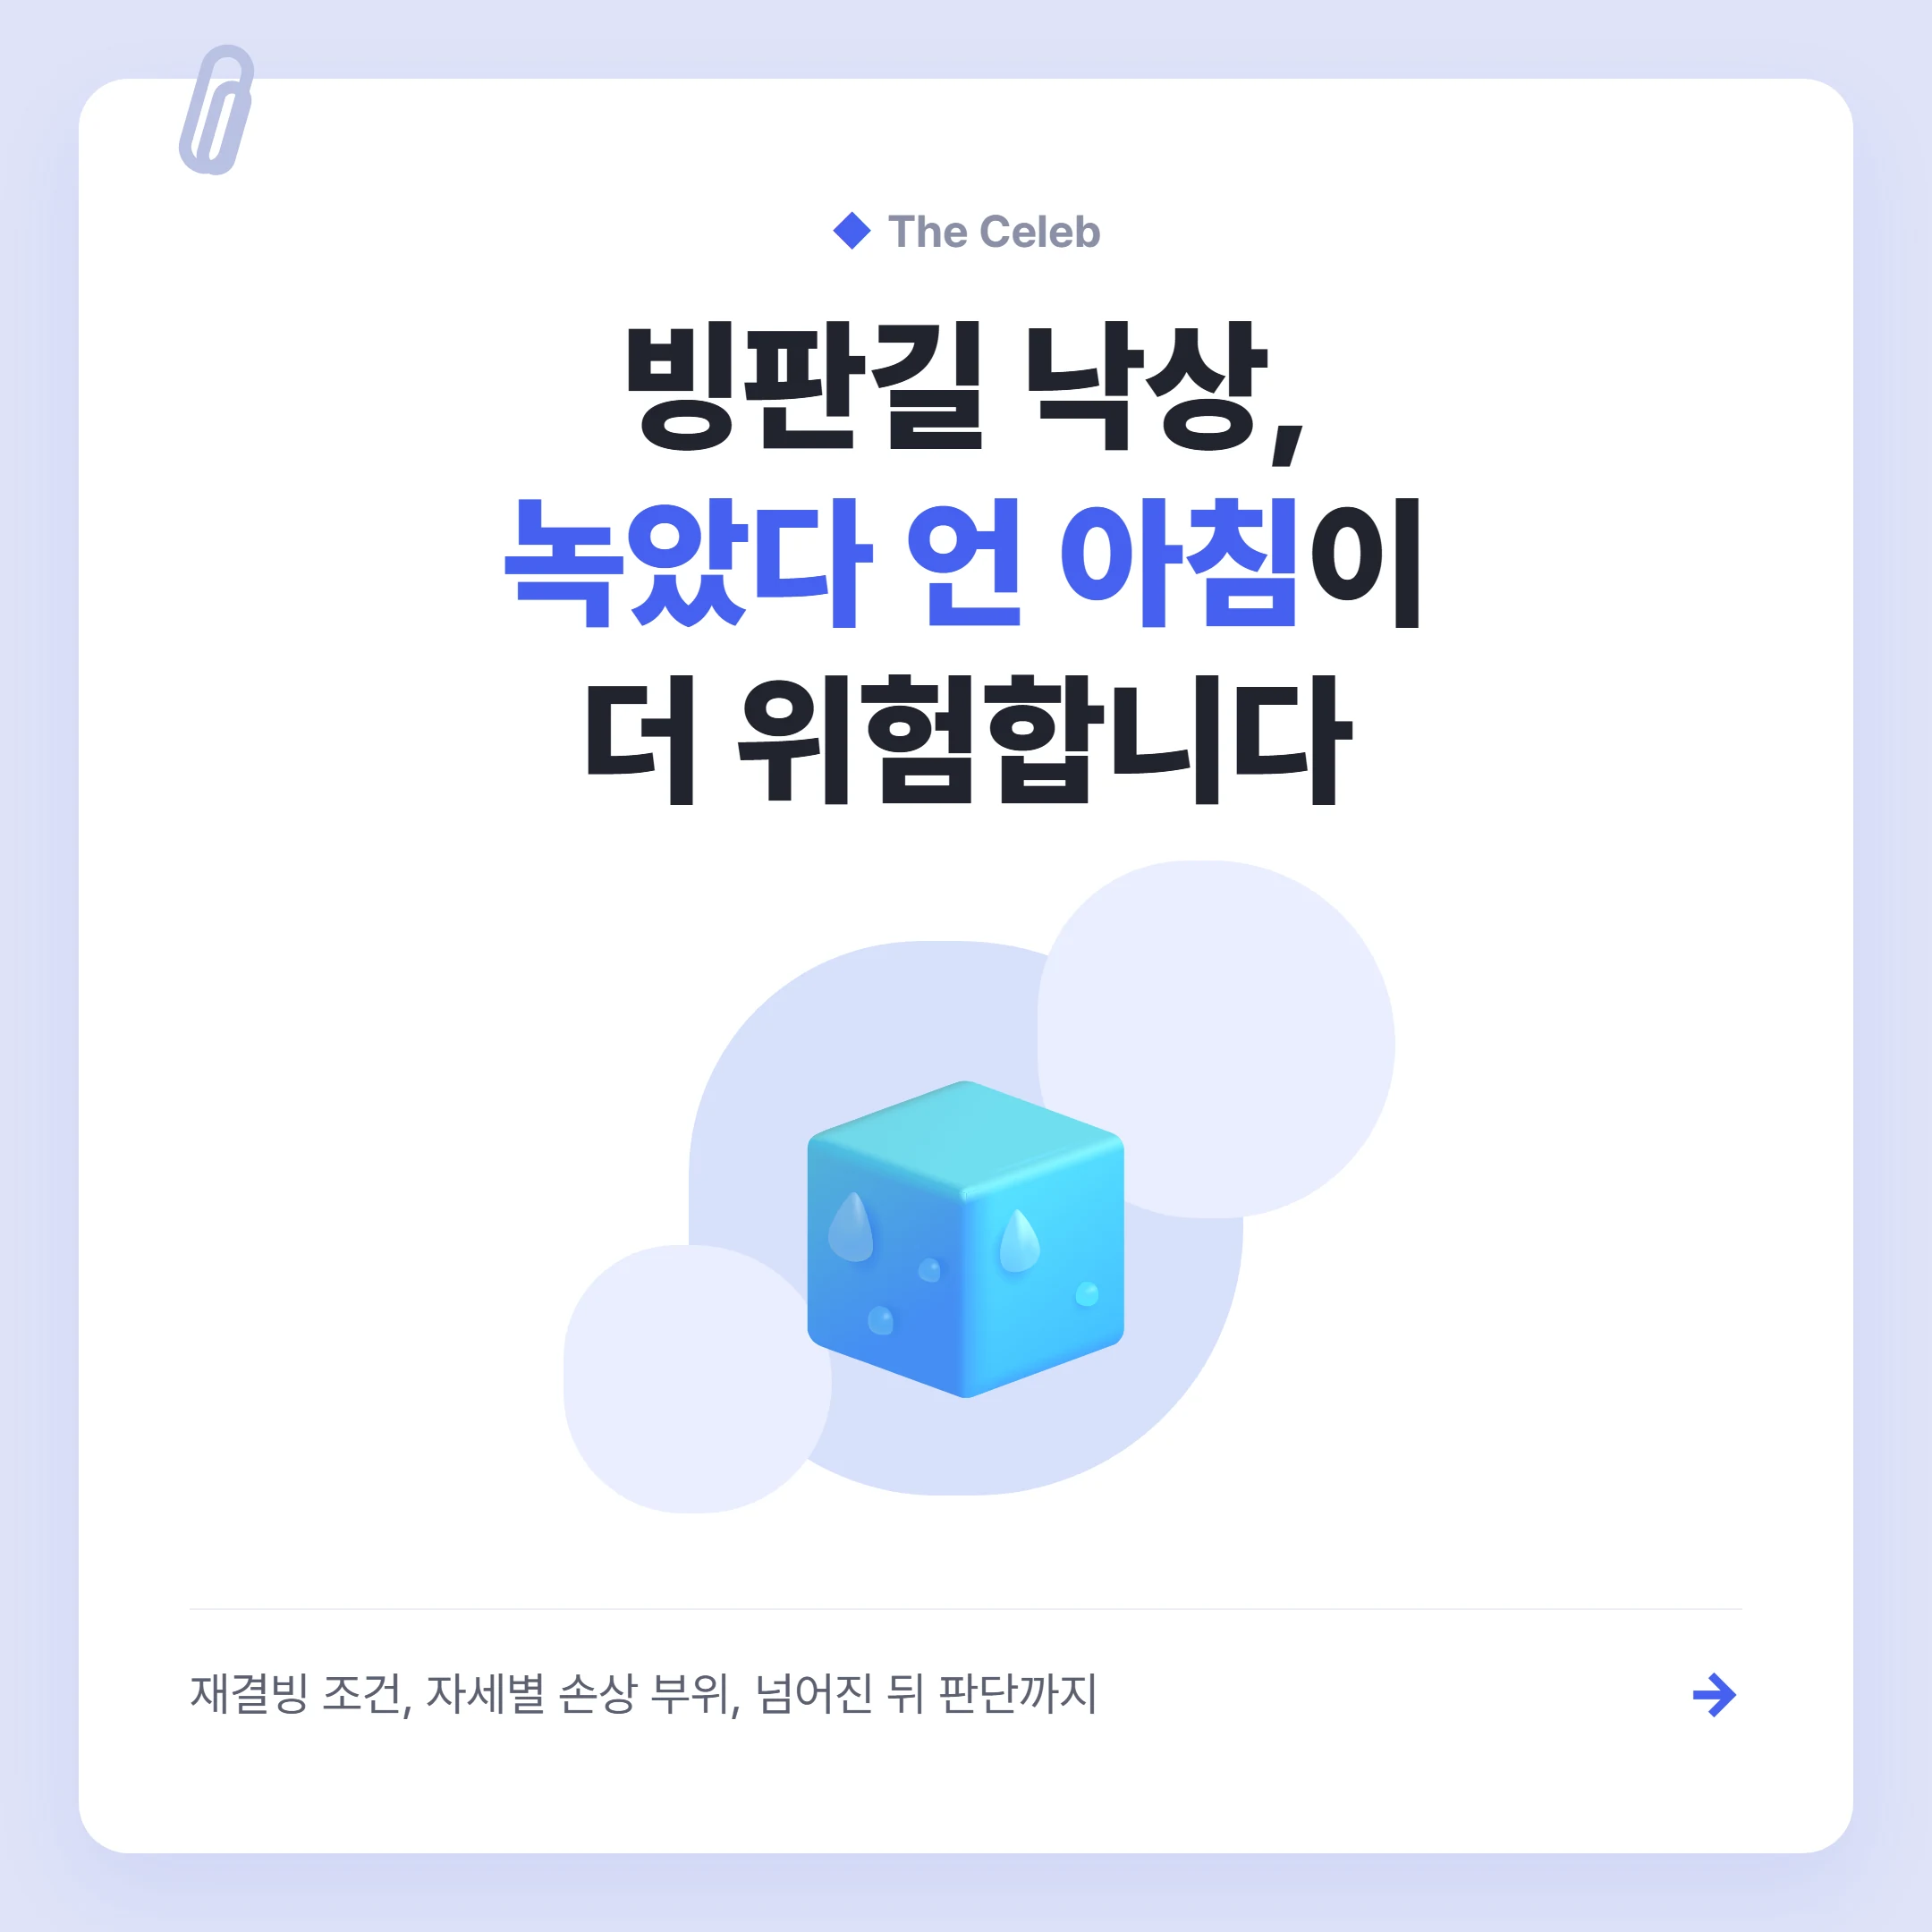 The Celeb
빙판길 낙상,
녹았다 언 아침이
더 위험합니다
재결빙 조건, 자세별 손상 부위, 넘어진 뒤 판단까지